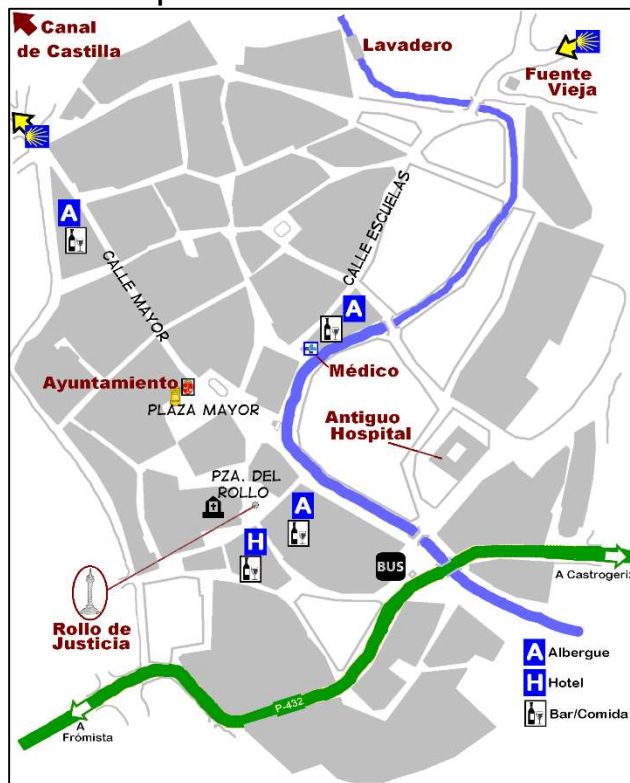 Canal
de Castilla
Lavadero
Fuente
Vieja
A
CALLE MAYOR
CALLE ESCUELAS
A
Médico
Ayuntamiento
PLAZA MAYOR
Antiguo
Hospital
PZA. DEL
ROLLO
A
H
BUS
A Castrogeriz
Rollo de
Justicia
A Albergue
H Hotel
Bar/Comida
P-432
A
Frómista